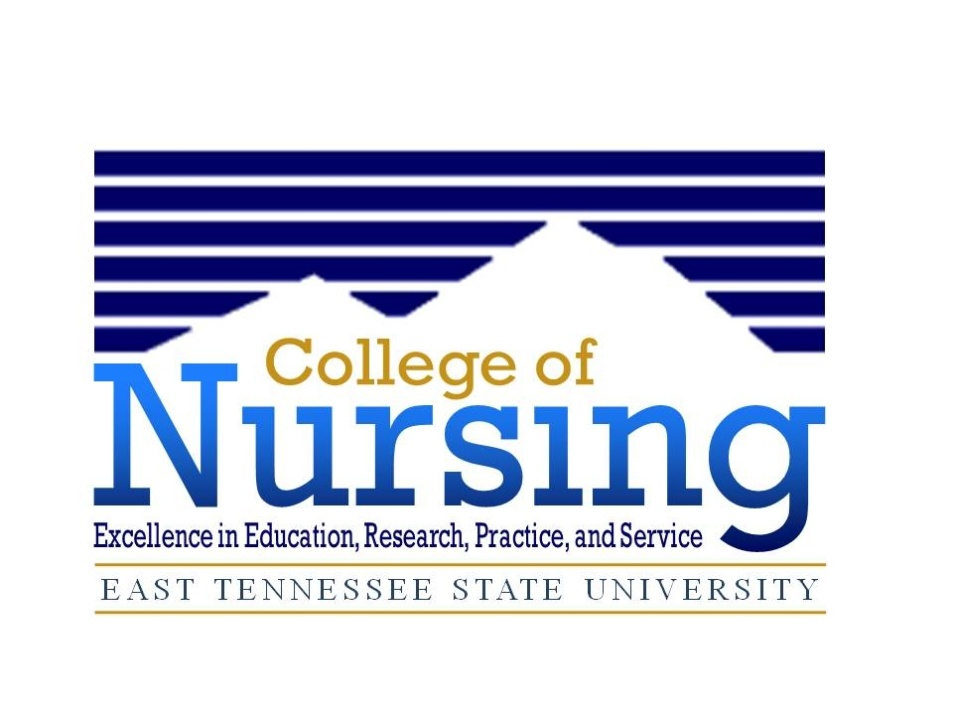 College of
Nursing
Excellence in Education, Research, Practice, and Service
EAST TENNESSEE STATE UNIVERSITY